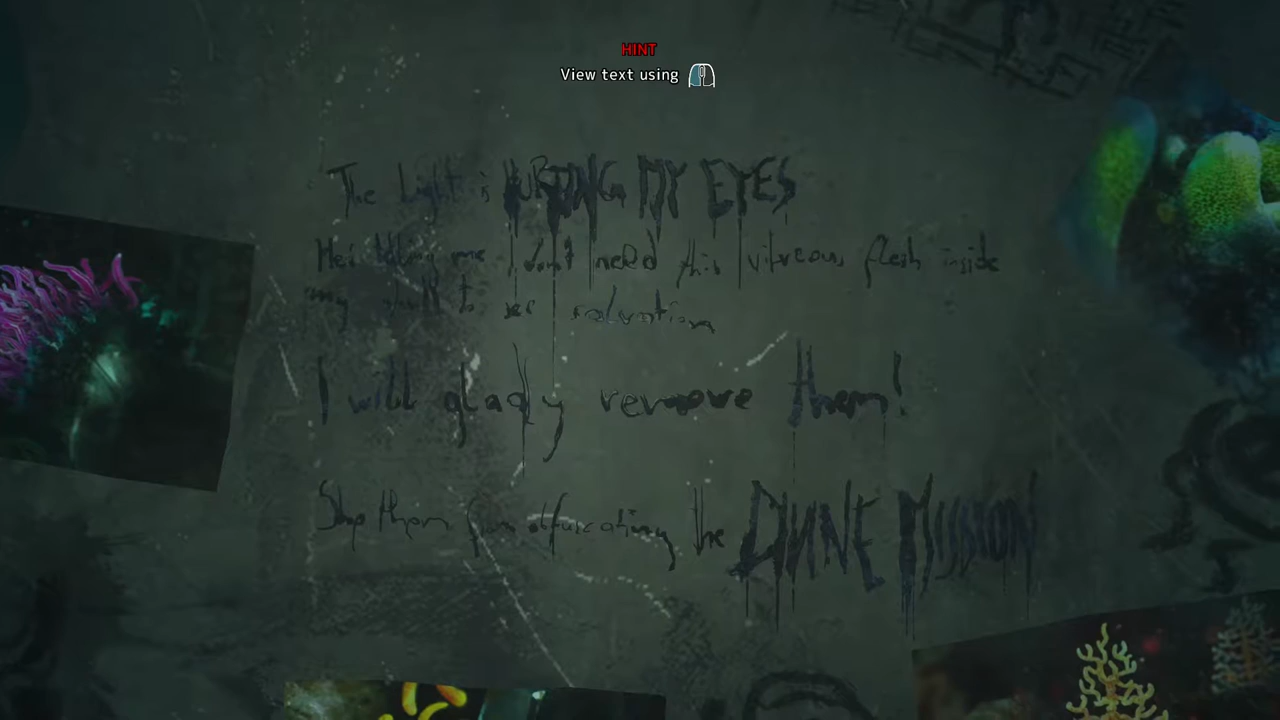 HINT
View text using
The Light is HURTING MY EYES
He's telling me I don't need this vitreous flesh inside
my skull to see salvation
I will glady remove them!
Stop them from obfuscating the
DIVINE MISSION